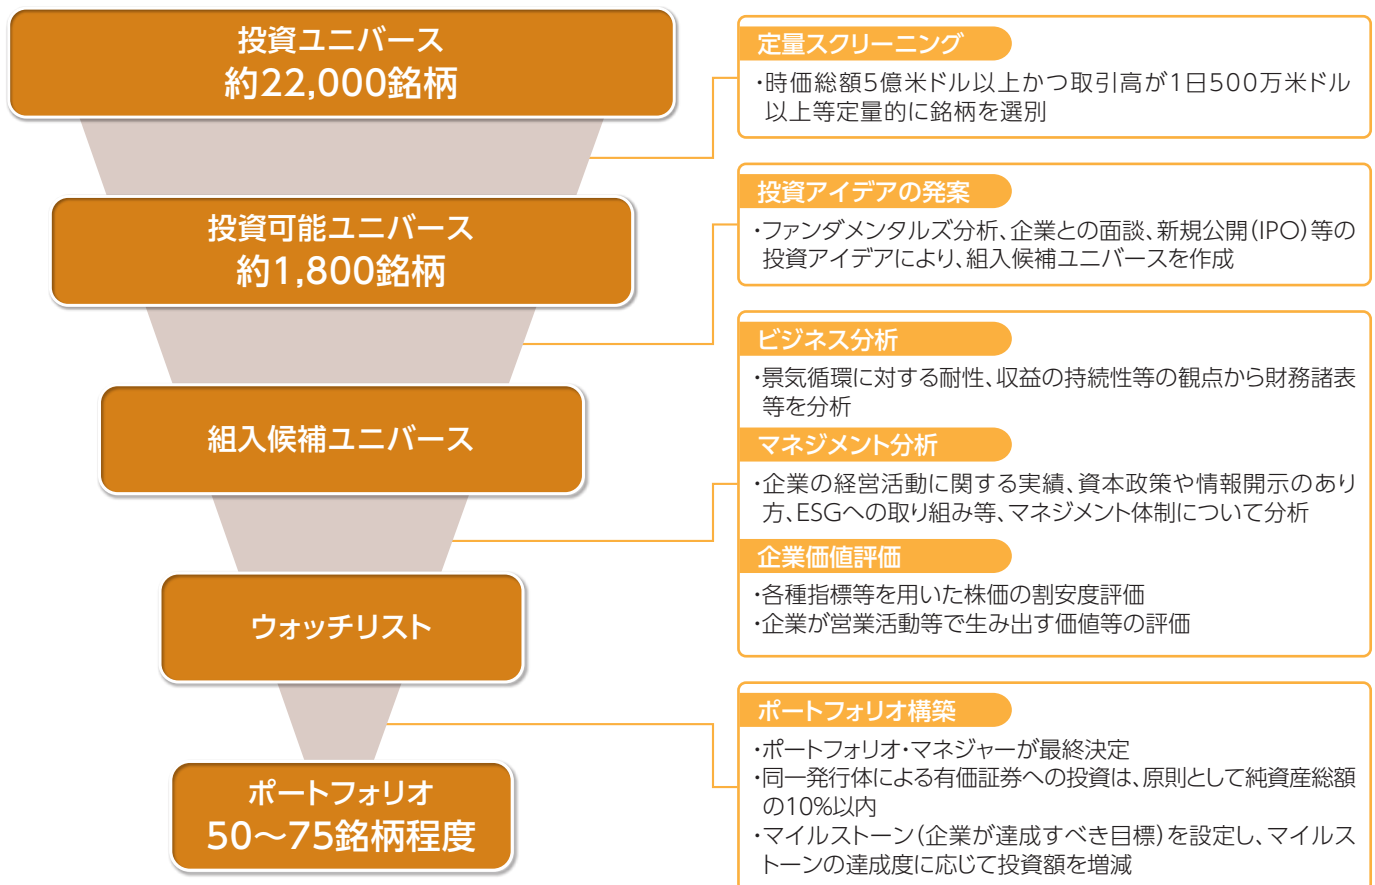 投資ユニバース
約22,000銘柄
定量スクリーニング
・時価総額5億米ドル以上かつ取引高が1日500万米ドル
以上等定量的に銘柄を選別
投資可能ユニバース
約1,800銘柄
投資アイデアの発案
・ファンダメンタルズ分析、企業との面談、新規公開(IPO)等の
投資アイデアにより、組入候補ユニバースを作成
組入候補ユニバース
ビジネス分析
・景気循環に対する耐性、収益の持続性等の観点から財務諸表
等を分析
マネジメント分析
・企業の経営活動に関する実績、資本政策や情報開示のあり
方、ESGへの取り組み等、マネジメント体制について分析
企業価値評価
・各種指標等を用いた株価の割安度評価
・企業が営業活動等で生み出す価値等の評価
ウォッチリスト
ポートフォリオ構築
・ポートフォリオ・マネジャーが最終決定
・同一発行体による有価証券への投資は、原則として純資産総額
の10%以内
・マイルストーン(企業が達成すべき目標)を設定し、マイルス
トーンの達成度に応じて投資額を増減
ポートフォリオ
50～75銘柄程度